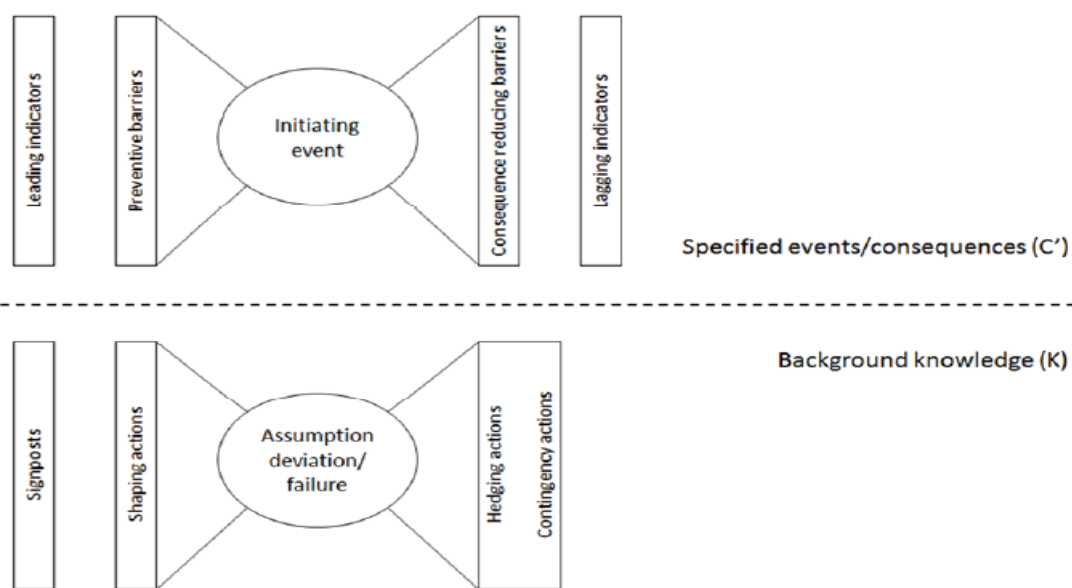 Leading indicators
Preventive barriers
Initiating
event
Consequence reducing barriers
Lagging indicators
Specified events/consequences (C’)
Signposts
Shaping actions
Assumption
deviation/
failure
Hedging actions
Contingency actions
Background knowledge (K)